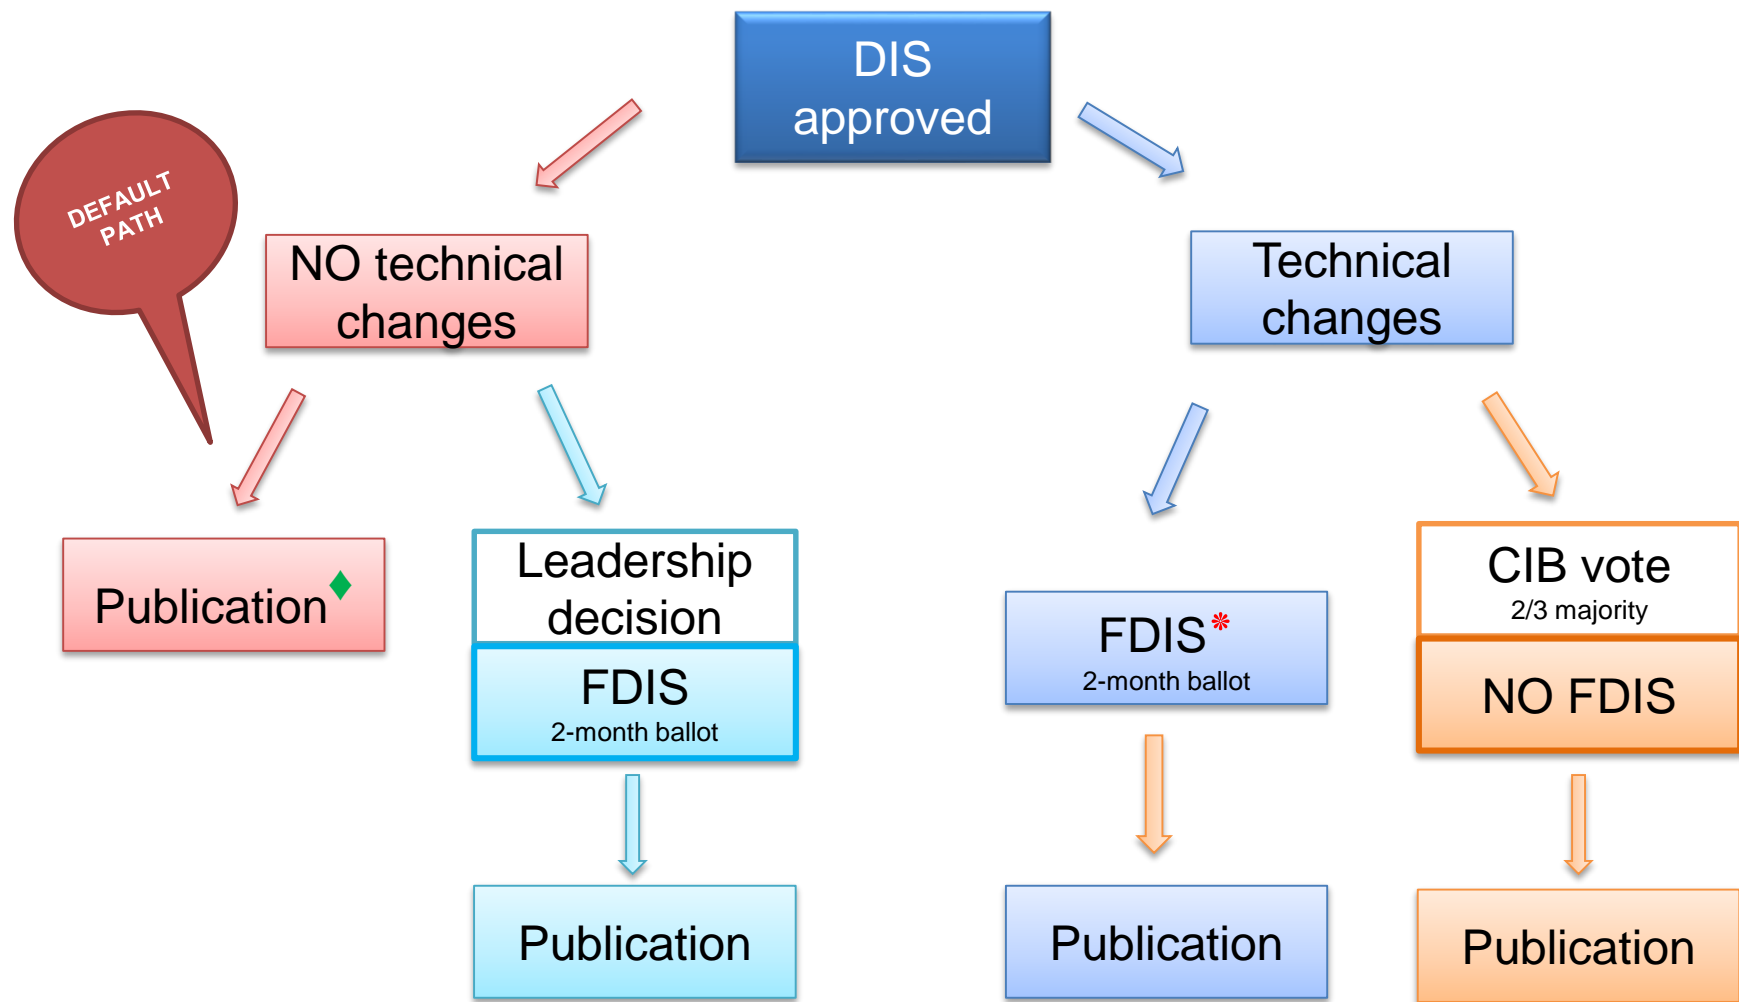 DIS
approved
DEFAULT
PATH
NO technical
changes
Technical
changes
Publication♦
Leadership
decision
FDIS
2-month ballot
FDIS*
2-month ballot
CIB vote
2/3 majority
NO FDIS
Publication
Publication
Publication